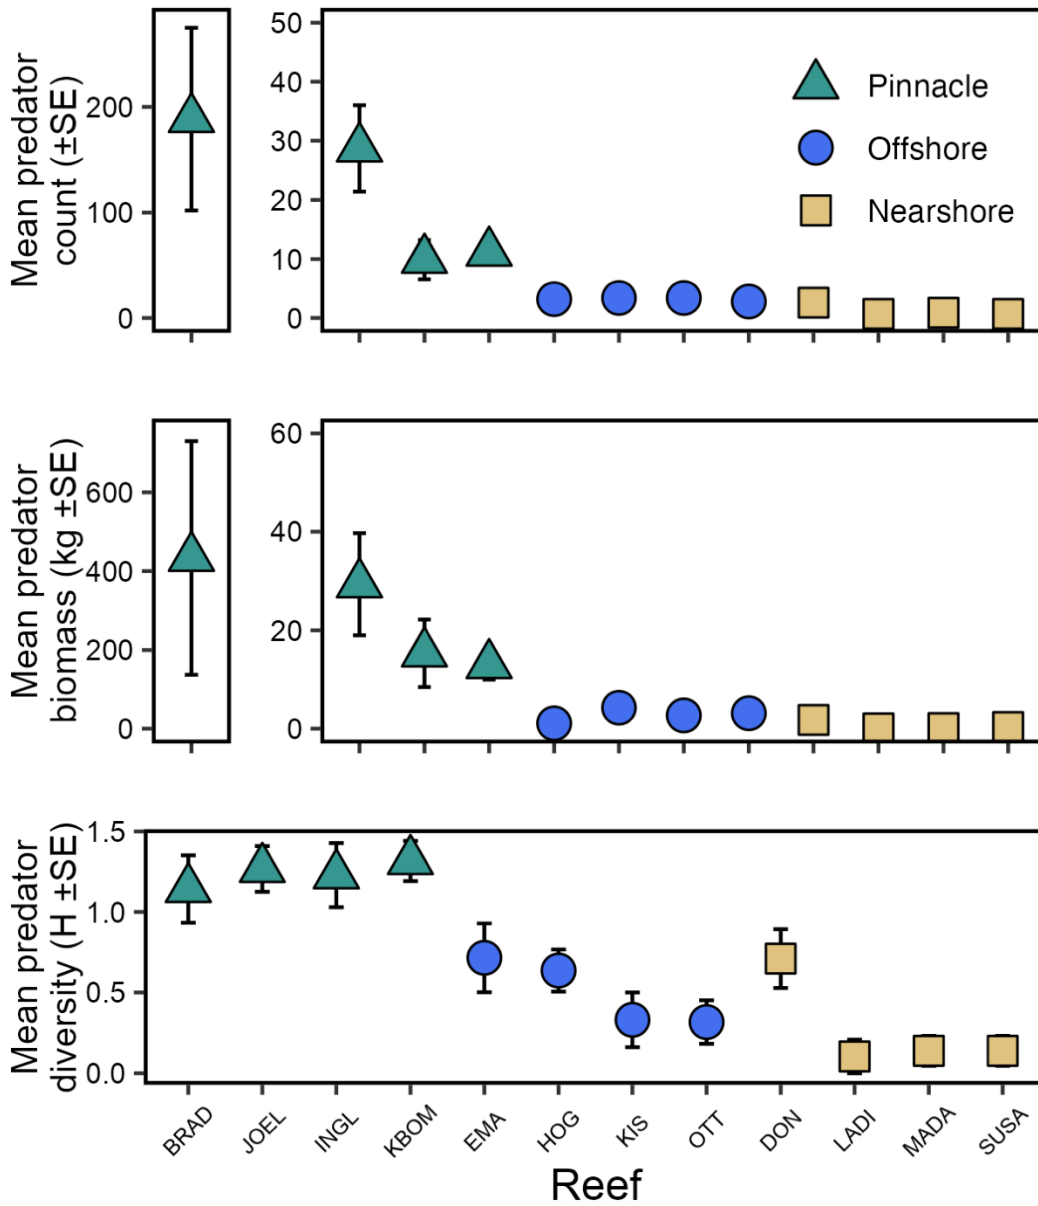 Mean predator
count (±SE)
200
100
0
50
40
30
20
10
0
Pinnacle
Offshore
Nearshore
Mean predator
biomass (kg ±SE)
600
400
200
0
60
40
20
0
Mean predator
diversity (H ±SE)
1.5
1.0
0.5
0.0
BRAD
JOEL
INGL
KBOM
EMA
HOG
KIS
OTT
DON
LADI
MADA
SUSA
Reef